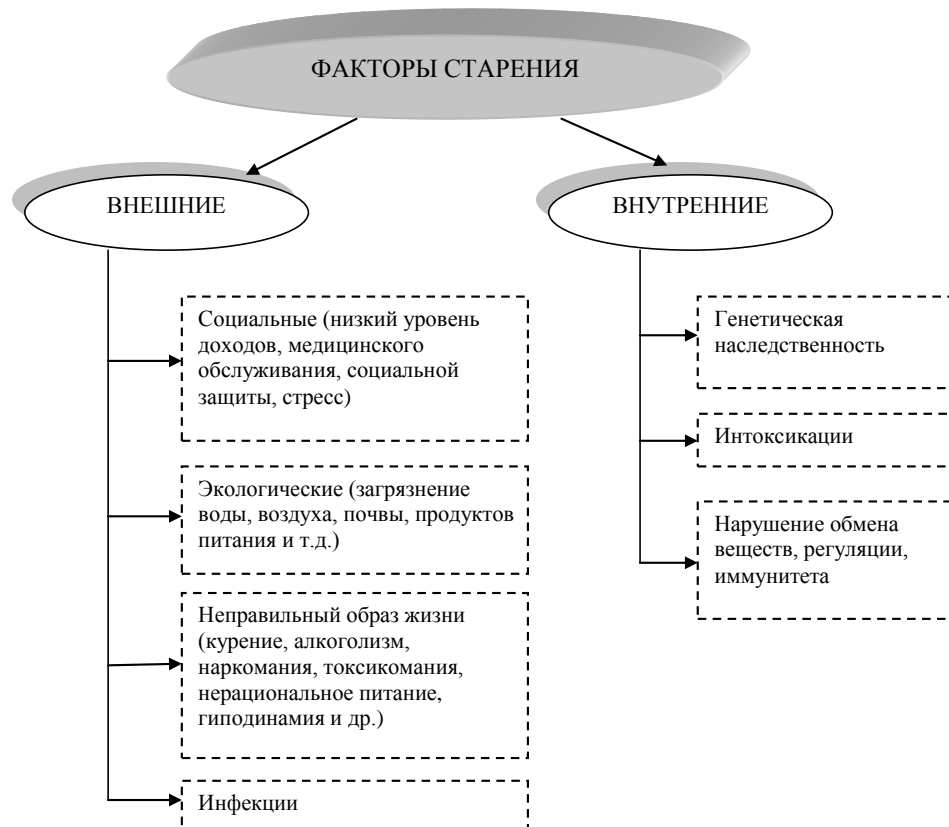 ФАКТОРЫ СТАРЕНИЯ
ВНЕШНИЕ
Социальные (низкий уровень
доходов, медицинского
обслуживания, социальной
защиты, стресс)
Экологические (загрязнение
воды, воздуха, почвы, продуктов
питания и т.д.)
Неправильный образ жизни
(курение, алкоголизм,
наркомания, токсикомания,
нерациональное питание,
гиподинамия и др.)
Инфекции
ВНУТРЕННИЕ
Генетическая
наследственность
Интоксикации
Нарушение обмена
веществ, регуляции,
иммунитета